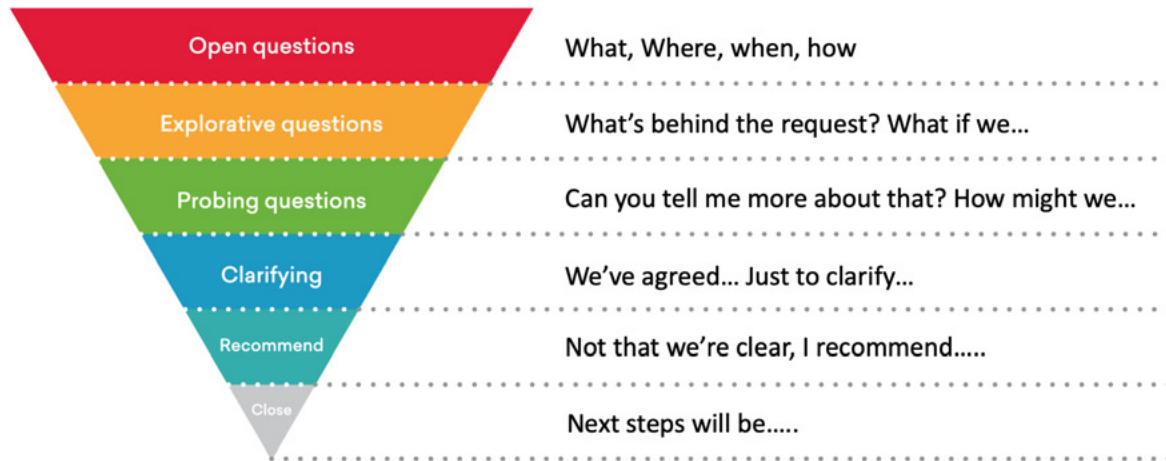 Open questions
What, Where, when, how
Explorative questions
What's behind the request? What if we...
Probing questions
Can you tell me more about that? How might we...
Clarifying
We've agreed... Just to clarify...
Recommend
Not that we're clear, I recommend.....
Close
Next steps will be.....